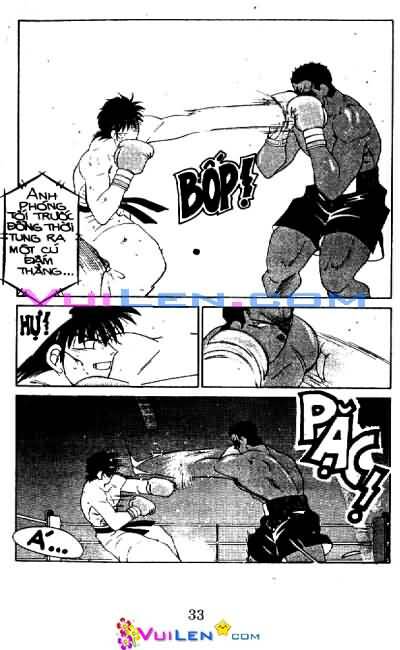 BỐP!
ANH
PHÓNG
TỚI TRƯỚC
ĐỒNG THỜI
TUNG RA
MỘT CÚ
ĐẤM
THẲNG...
VuiLen.com
HỰ!
PẶC!!
Á...
33
VuiLen.com